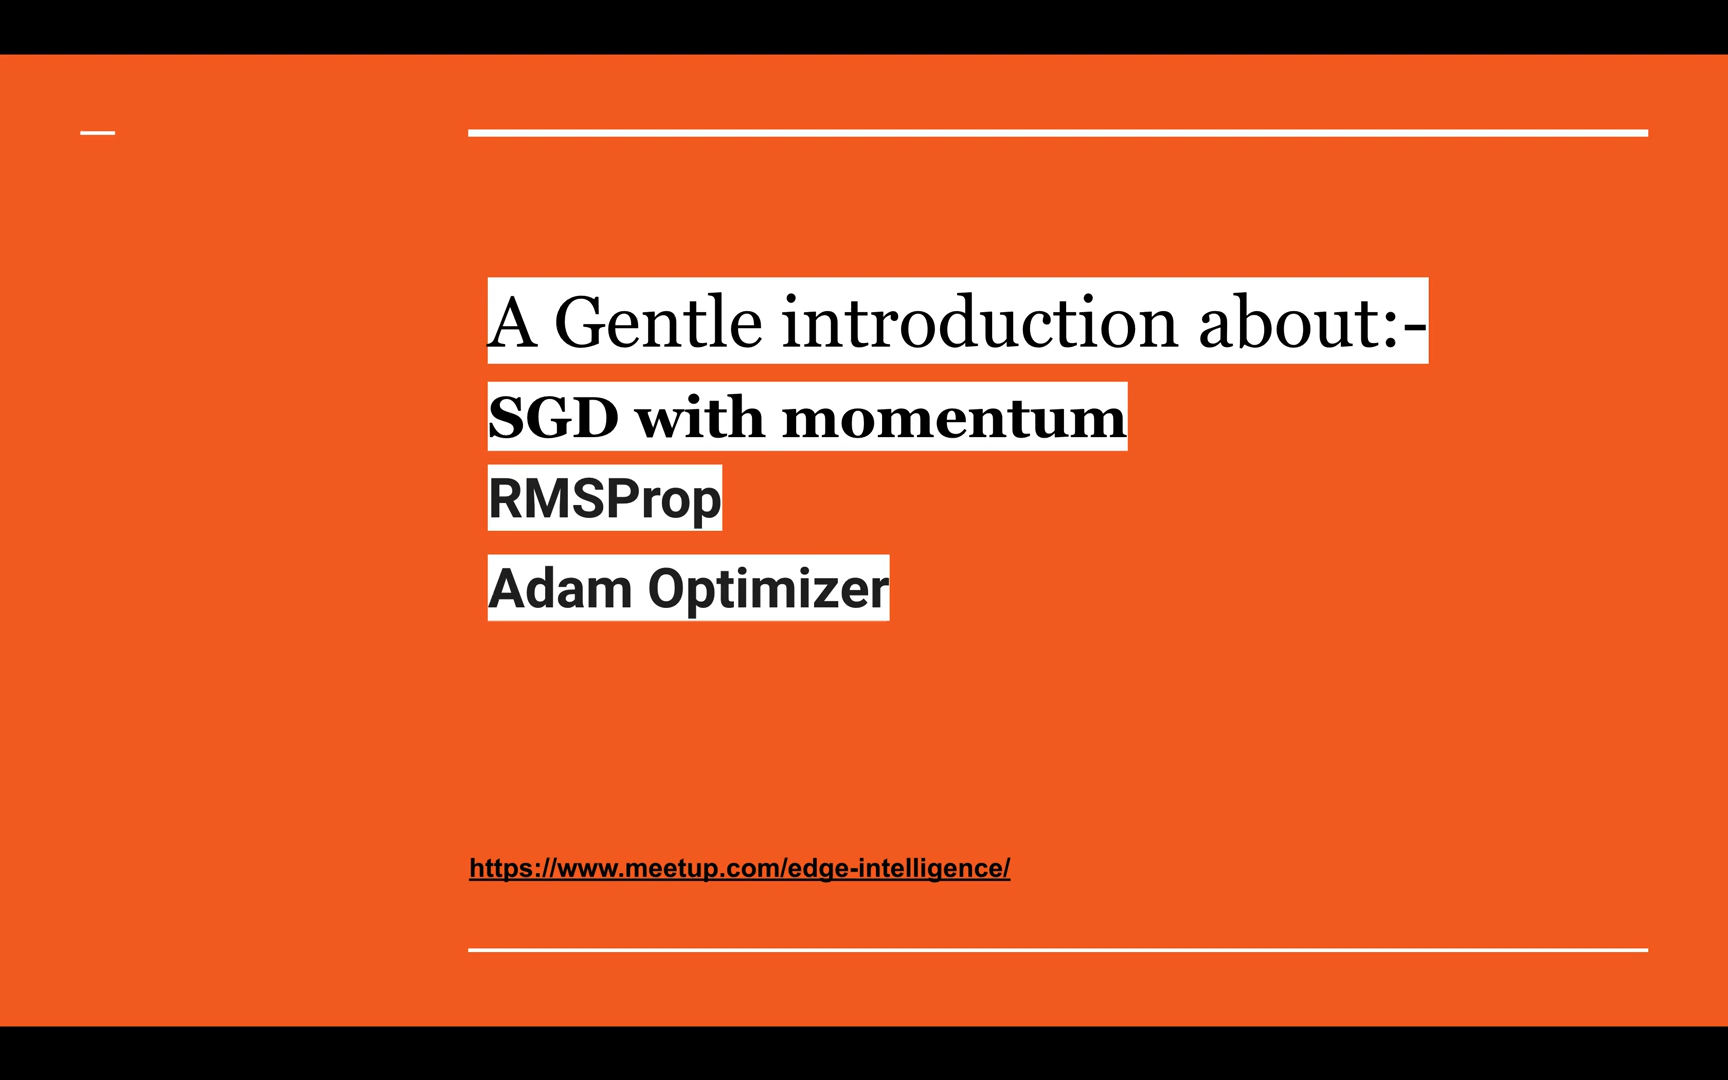 A Gentle introduction about:-
SGD with momentum
RMSProp
Adam Optimizer
https://www.meetup.com/edge-intelligence/